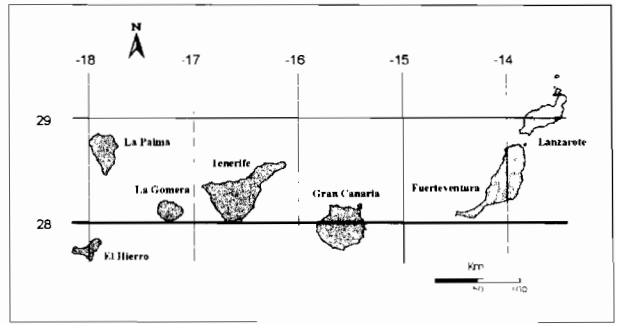 N
-18 -17 -16 -15 -14
29
La Palma
Lanzarote
Tenerife
La Gomera
Gran Canaria
Fuerteventura
28
El Hierro
Km
50 100